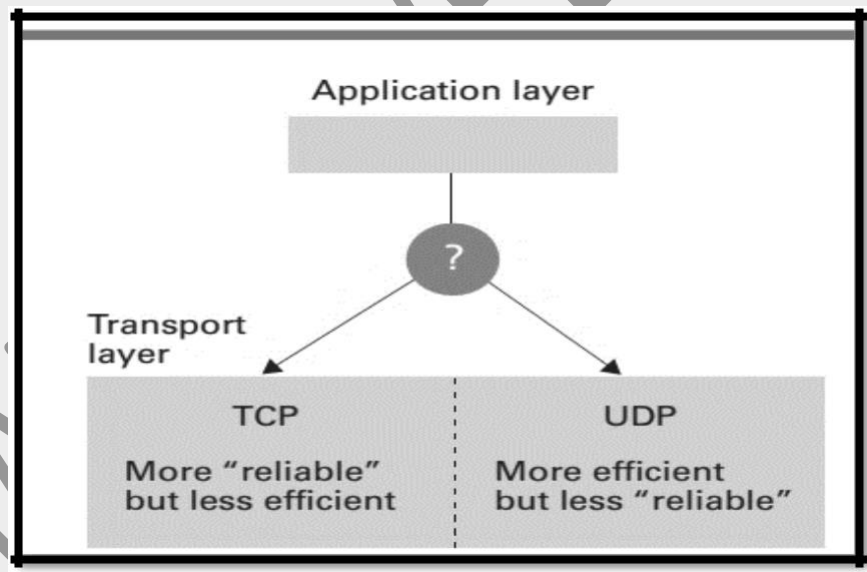 Application layer
?
Transport
layer
TCP
More “reliable”
but less efficient
UDP
More efficient
but less “reliable”